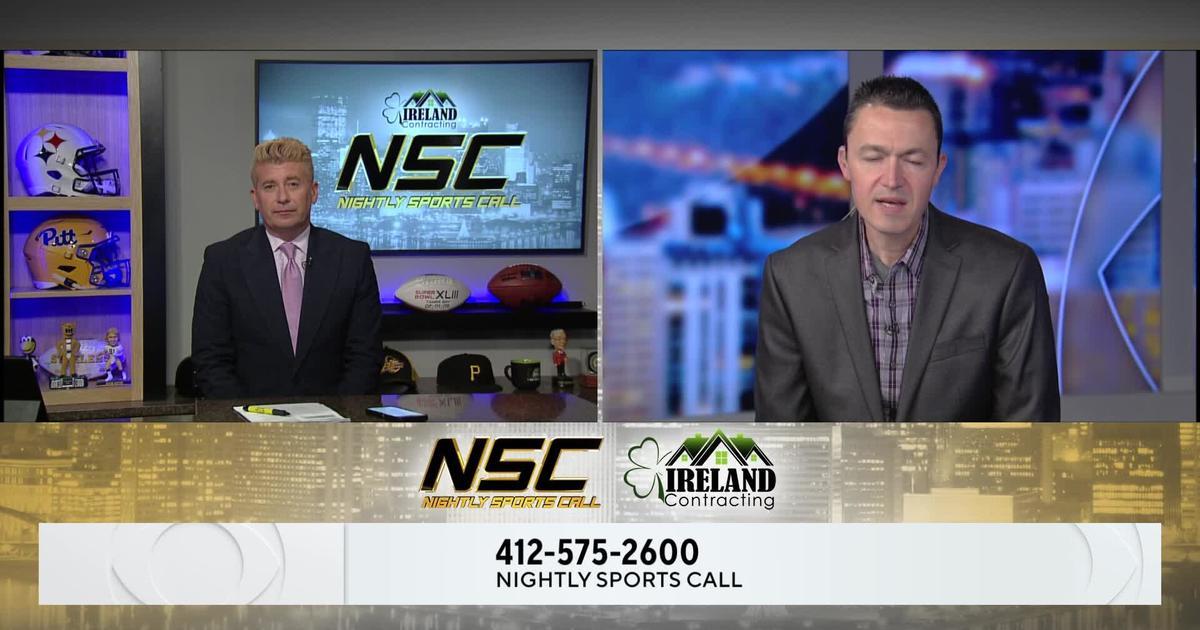 IRELAND
Contracting
NSC
NIGHTLY SPORTS CALL
Pitt
SUPER
BOWL XLIII
P
NSC
NIGHTLY SPORTS CALL
IRELAND
Contracting
412-575-2600
NIGHTLY SPORTS CALL